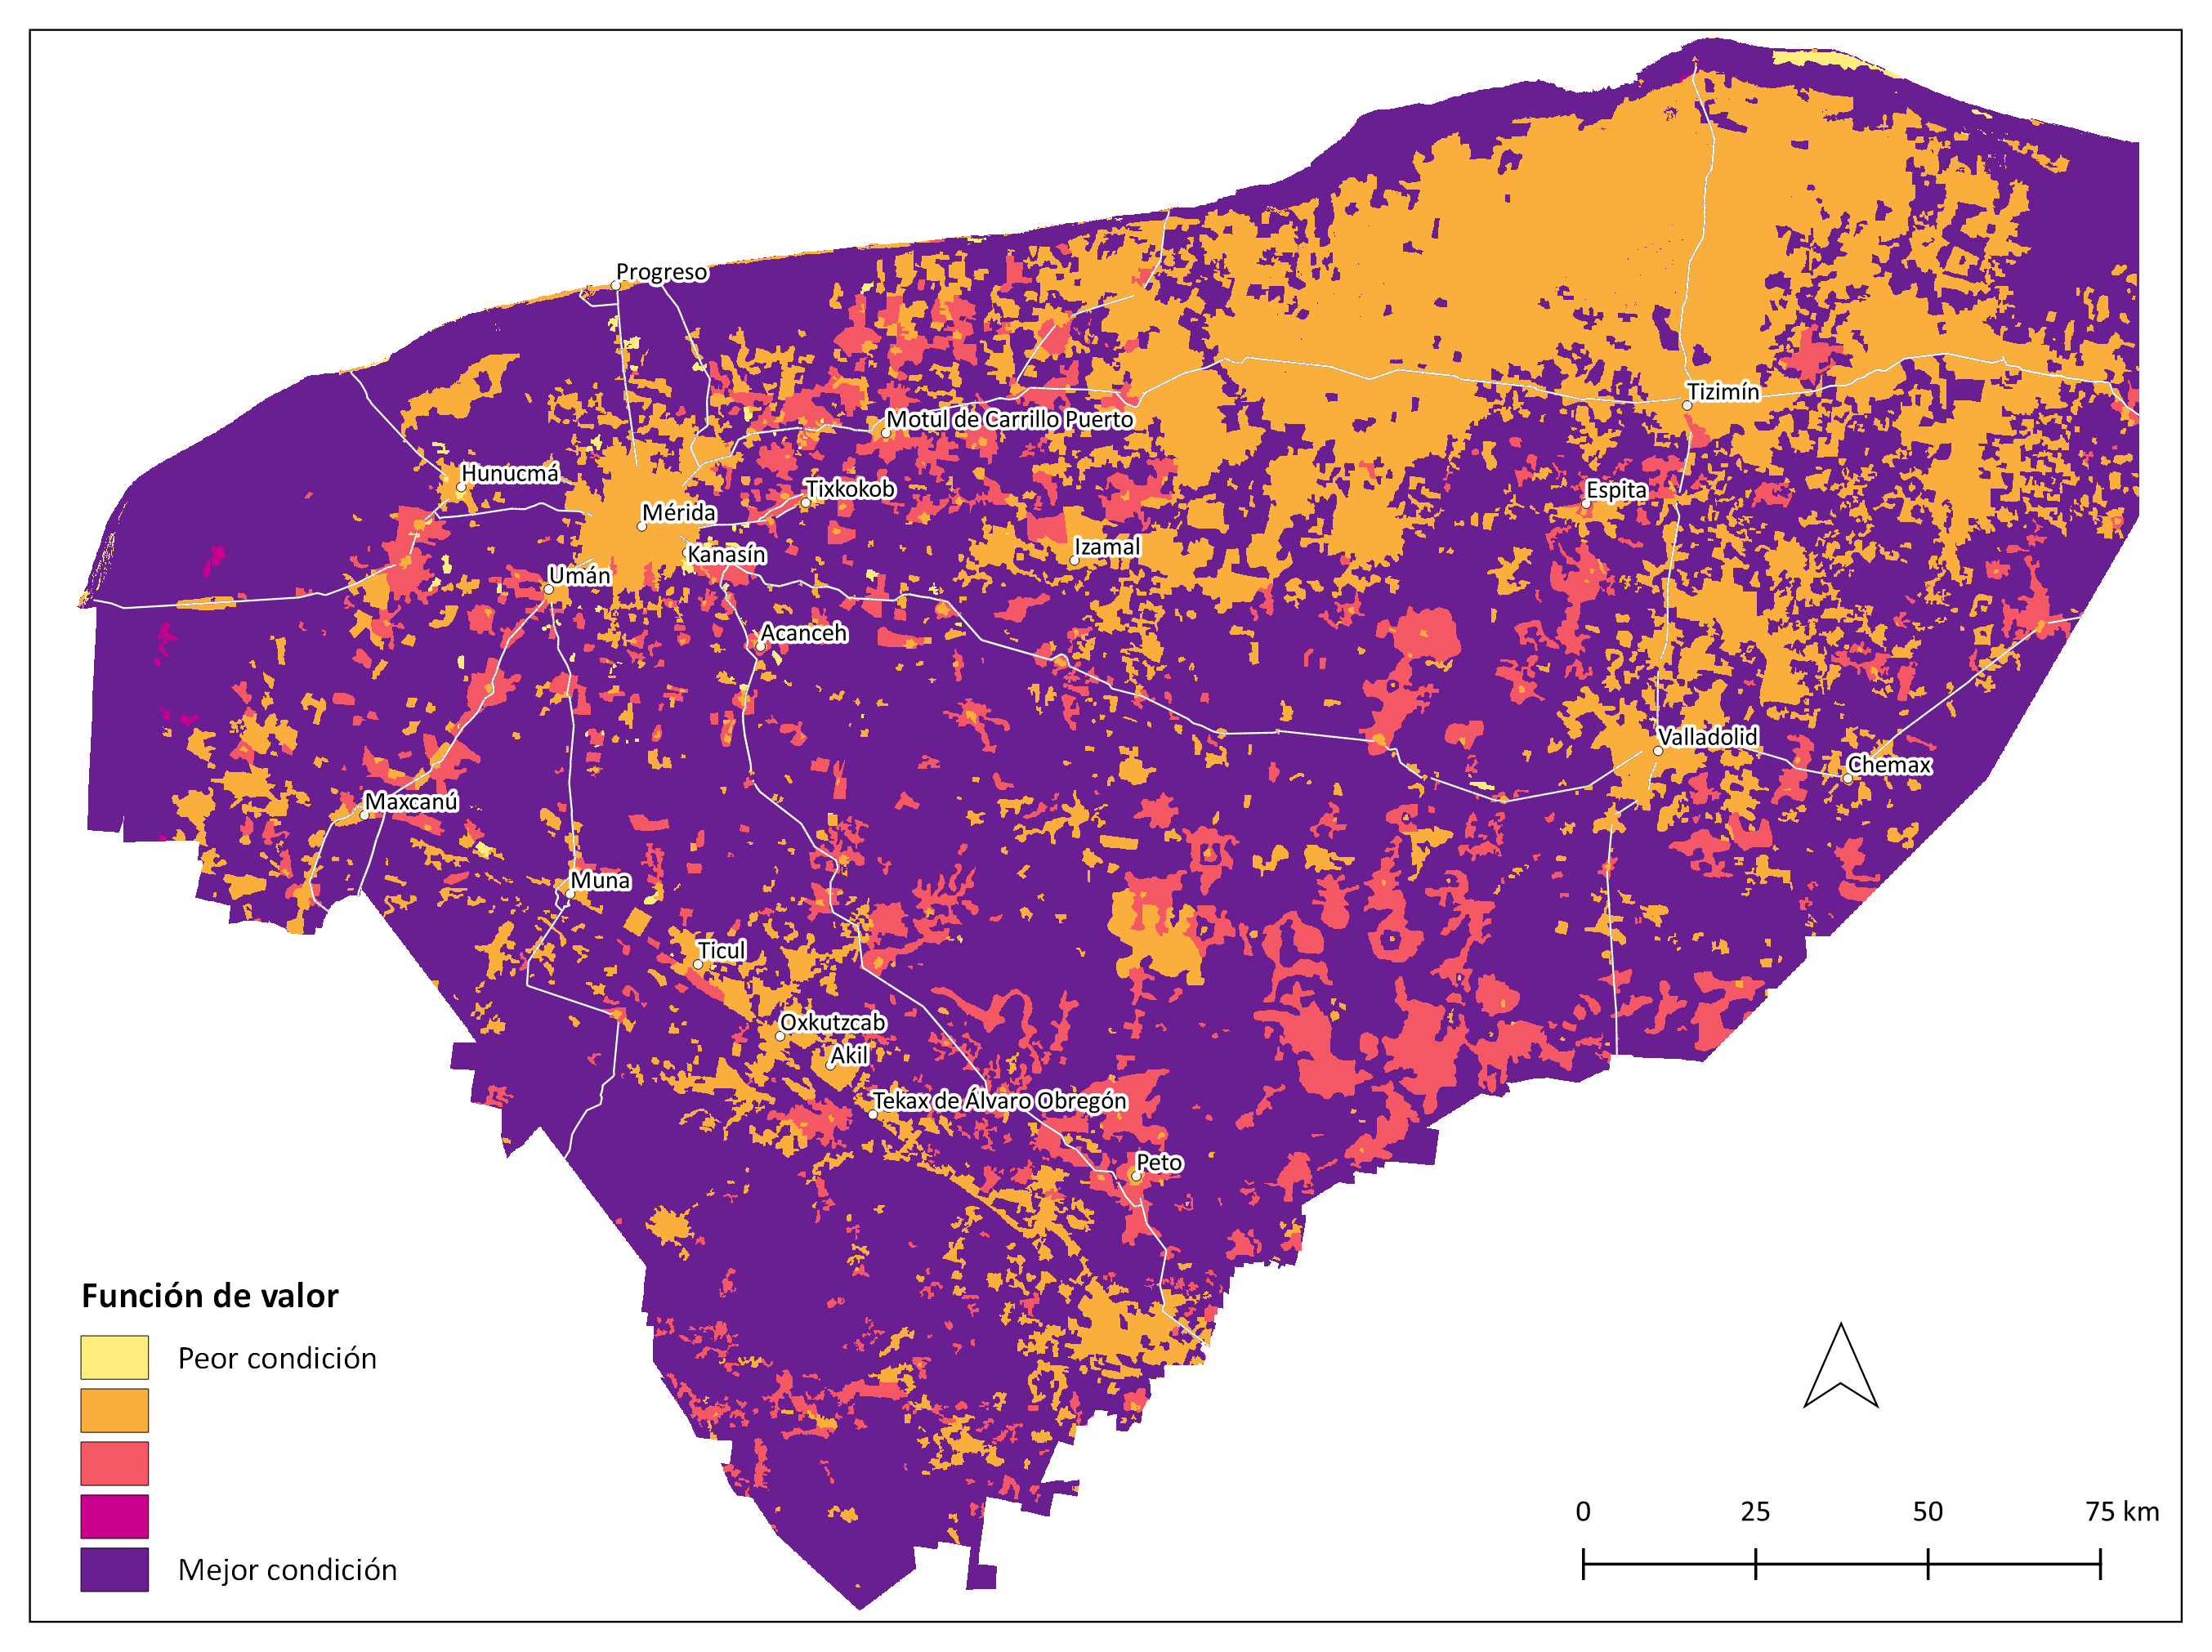 Progreso
Tizimín
Motul de Carrillo Puerto
Hunucmá
Tixkokob
Espita
Mérida
Izamal
Kanasín
Umán
Acanceh
Valladolid
Chemax
Maxcanú
Muna
Ticul
Oxkutzcab
Akil
Tekax de Álvaro Obregón
Peto
Función de valor
Peor condición
Mejor condición
0 25 50 75 km